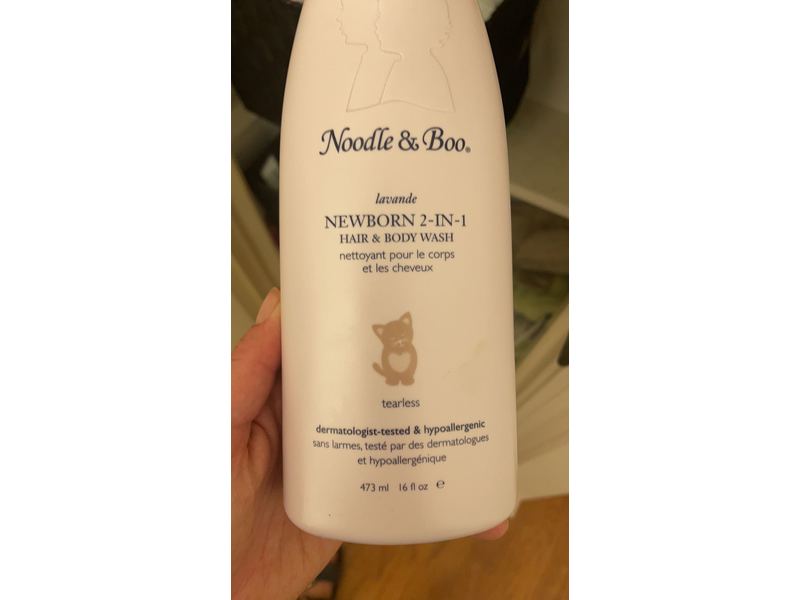 Noodle & Boo®
lavande
NEWBORN 2-IN-1
HAIR & BODY WASH
nettoyant pour le corps
et les cheveux
tearless
dermatologist-tested & hypoallergenic
sans larmes, testé par des dermatologues
et hypoallergénique
473 ml 16 fl oz ℮